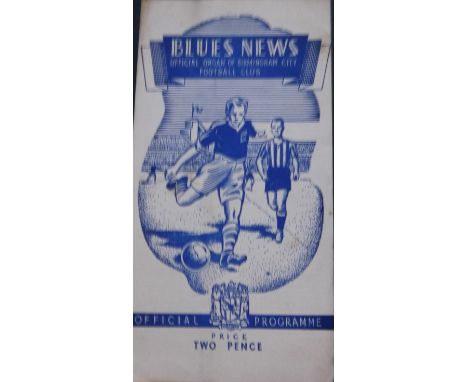 BLUES NEWS
OFFICIAL ORGAN OF BIRMINGHAM CITY
FOOTBALL CLUB
OFFICIAL PROGRAMME
PRICE
TWO PENCE